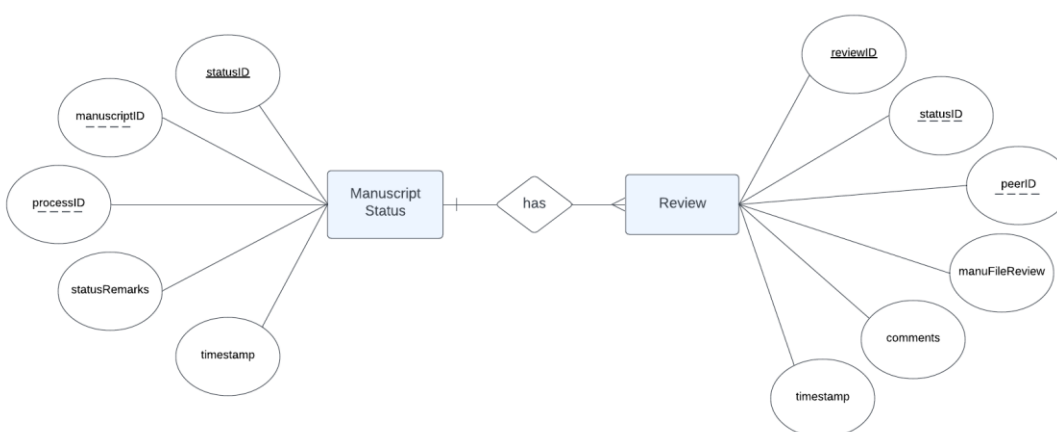 statusID
manuscriptID
processID
statusRemarks
timestamp
Manuscript
Status
has
Review
reviewID
statusID
peerID
manuFileReview
comments
timestamp